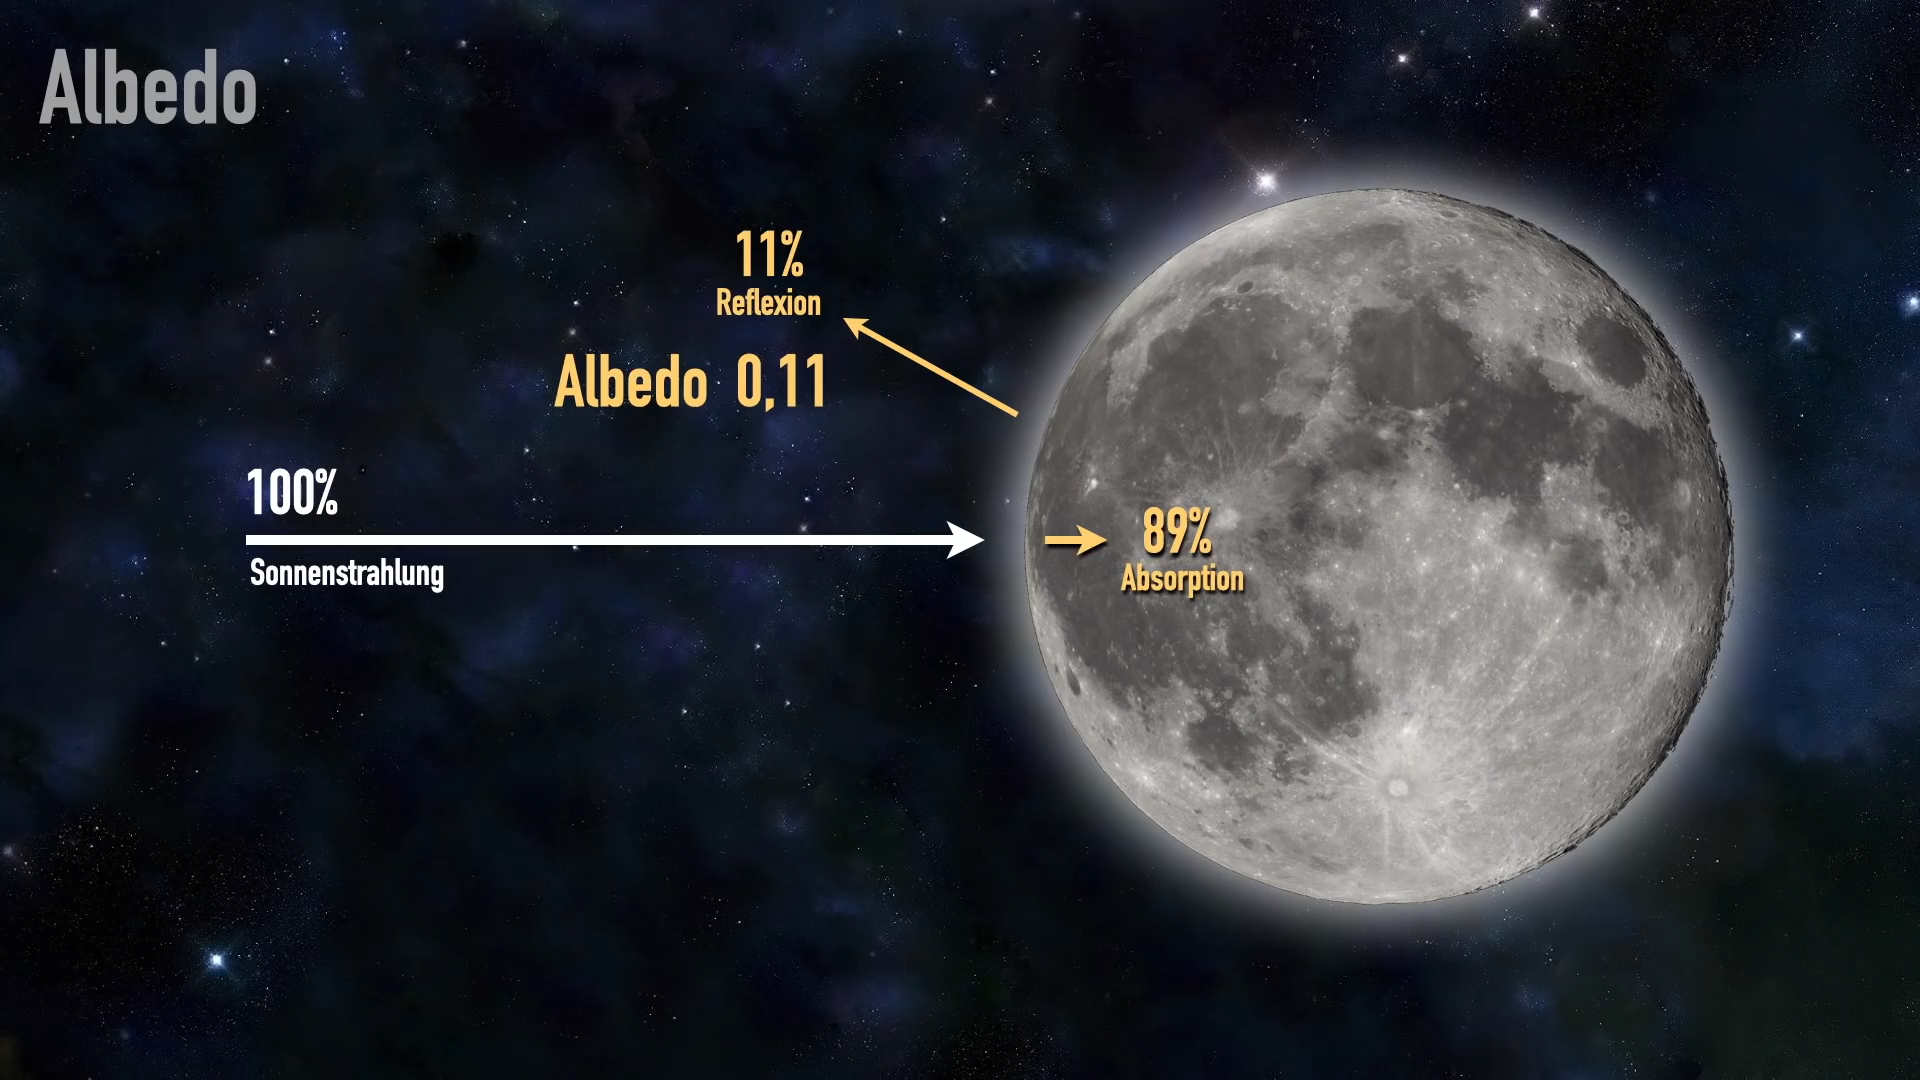 Albedo
11%
Reflexion
Albedo 0,11
100%
Sonnenstrahlung
89%
Absorption